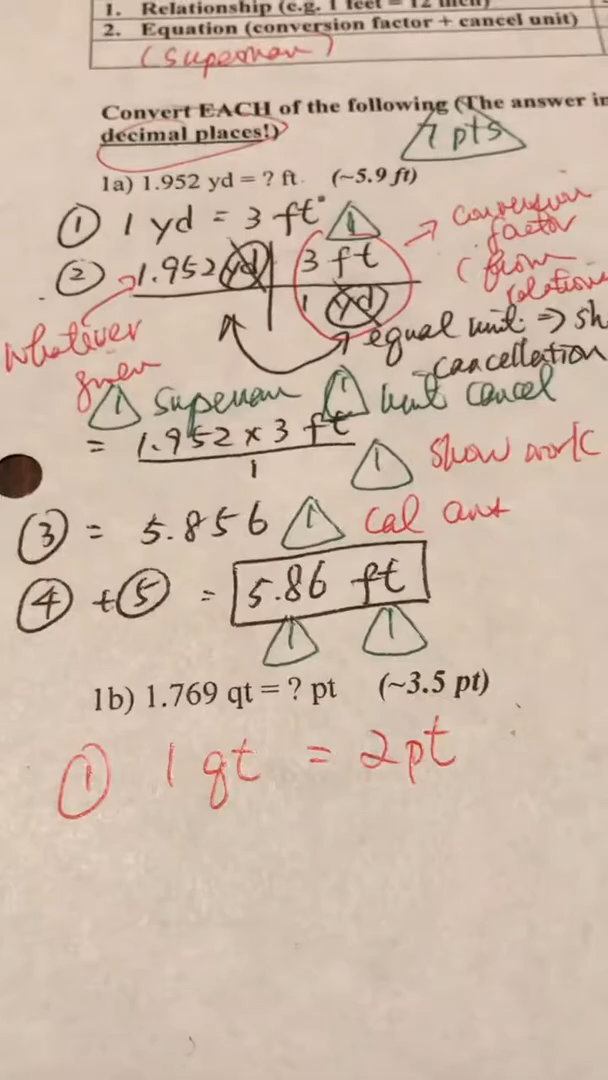 1. Relationship (e.g. 1 feet = 12 inch)
2. Equation (conversion factor + cancel unit)
(superman)
Convert EACH of the following (The answer in
decimal places!)
7 pts
1a) 1.952 yd = ? ft (~5.9 ft)
① 1 yd = 3 ft 1
conversion
factor
(from
relations
② 1.952 yd 3 ft
1 yd
whatever
given
equal unit => sh
cancellation
1 superman 1 unit cancel
= 1.952 x 3 ft
1
1 show work
③ = 5.856 1 cal ans
④ + ⑤ = 5.86 ft
1 1
1b) 1.769 qt = ? pt (~3.5 pt)
① 1 qt = 2pt